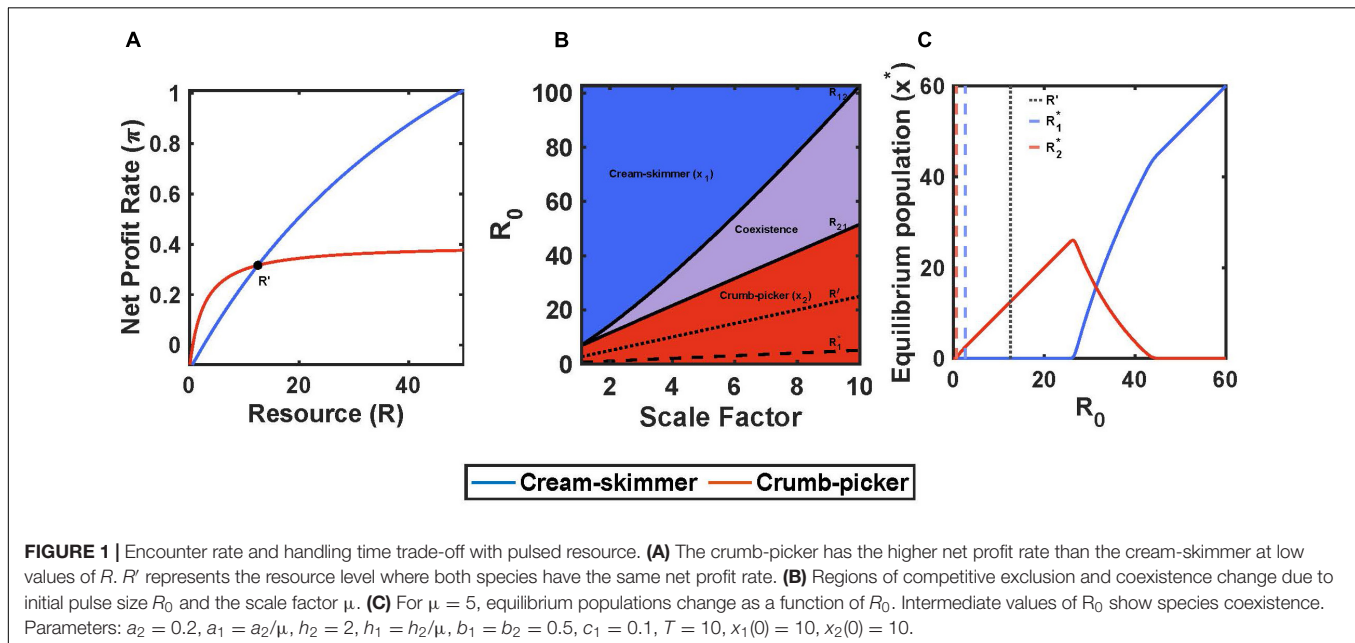 A
B
C
Net Profit Rate (π)
1
0.8
0.6
0.4
0.2
0
R'
0
20
40
Resource (R)
R₀
100
80
60
40
20
0
Cream-skimmer (x₁)
Coexistence
Crumb-picker (x₂)
R₁₂
R₂₁
R'
R₁*
2
4
6
8
10
Scale Factor
Equilibrium population (x*)
60
40
20
0
R'
R₁*
R₂*
0
20
40
60
R₀
Cream-skimmer
Crumb-picker
FIGURE 1 | Encounter rate and handling time trade-off with pulsed resource. (A) The crumb-picker has the higher net profit rate than the cream-skimmer at low
values of R. R′ represents the resource level where both species have the same net profit rate. (B) Regions of competitive exclusion and coexistence change due to
initial pulse size R₀ and the scale factor μ. (C) For μ = 5, equilibrium populations change as a function of R₀. Intermediate values of R₀ show species coexistence.
Parameters: a₂ = 0.2, a₁ = a₂/μ, h₂ = 2, h₁ = h₂/μ, b₁ = b₂ = 0.5, c₁ = 0.1, T = 10, x₁(0) = 10, x₂(0) = 10.